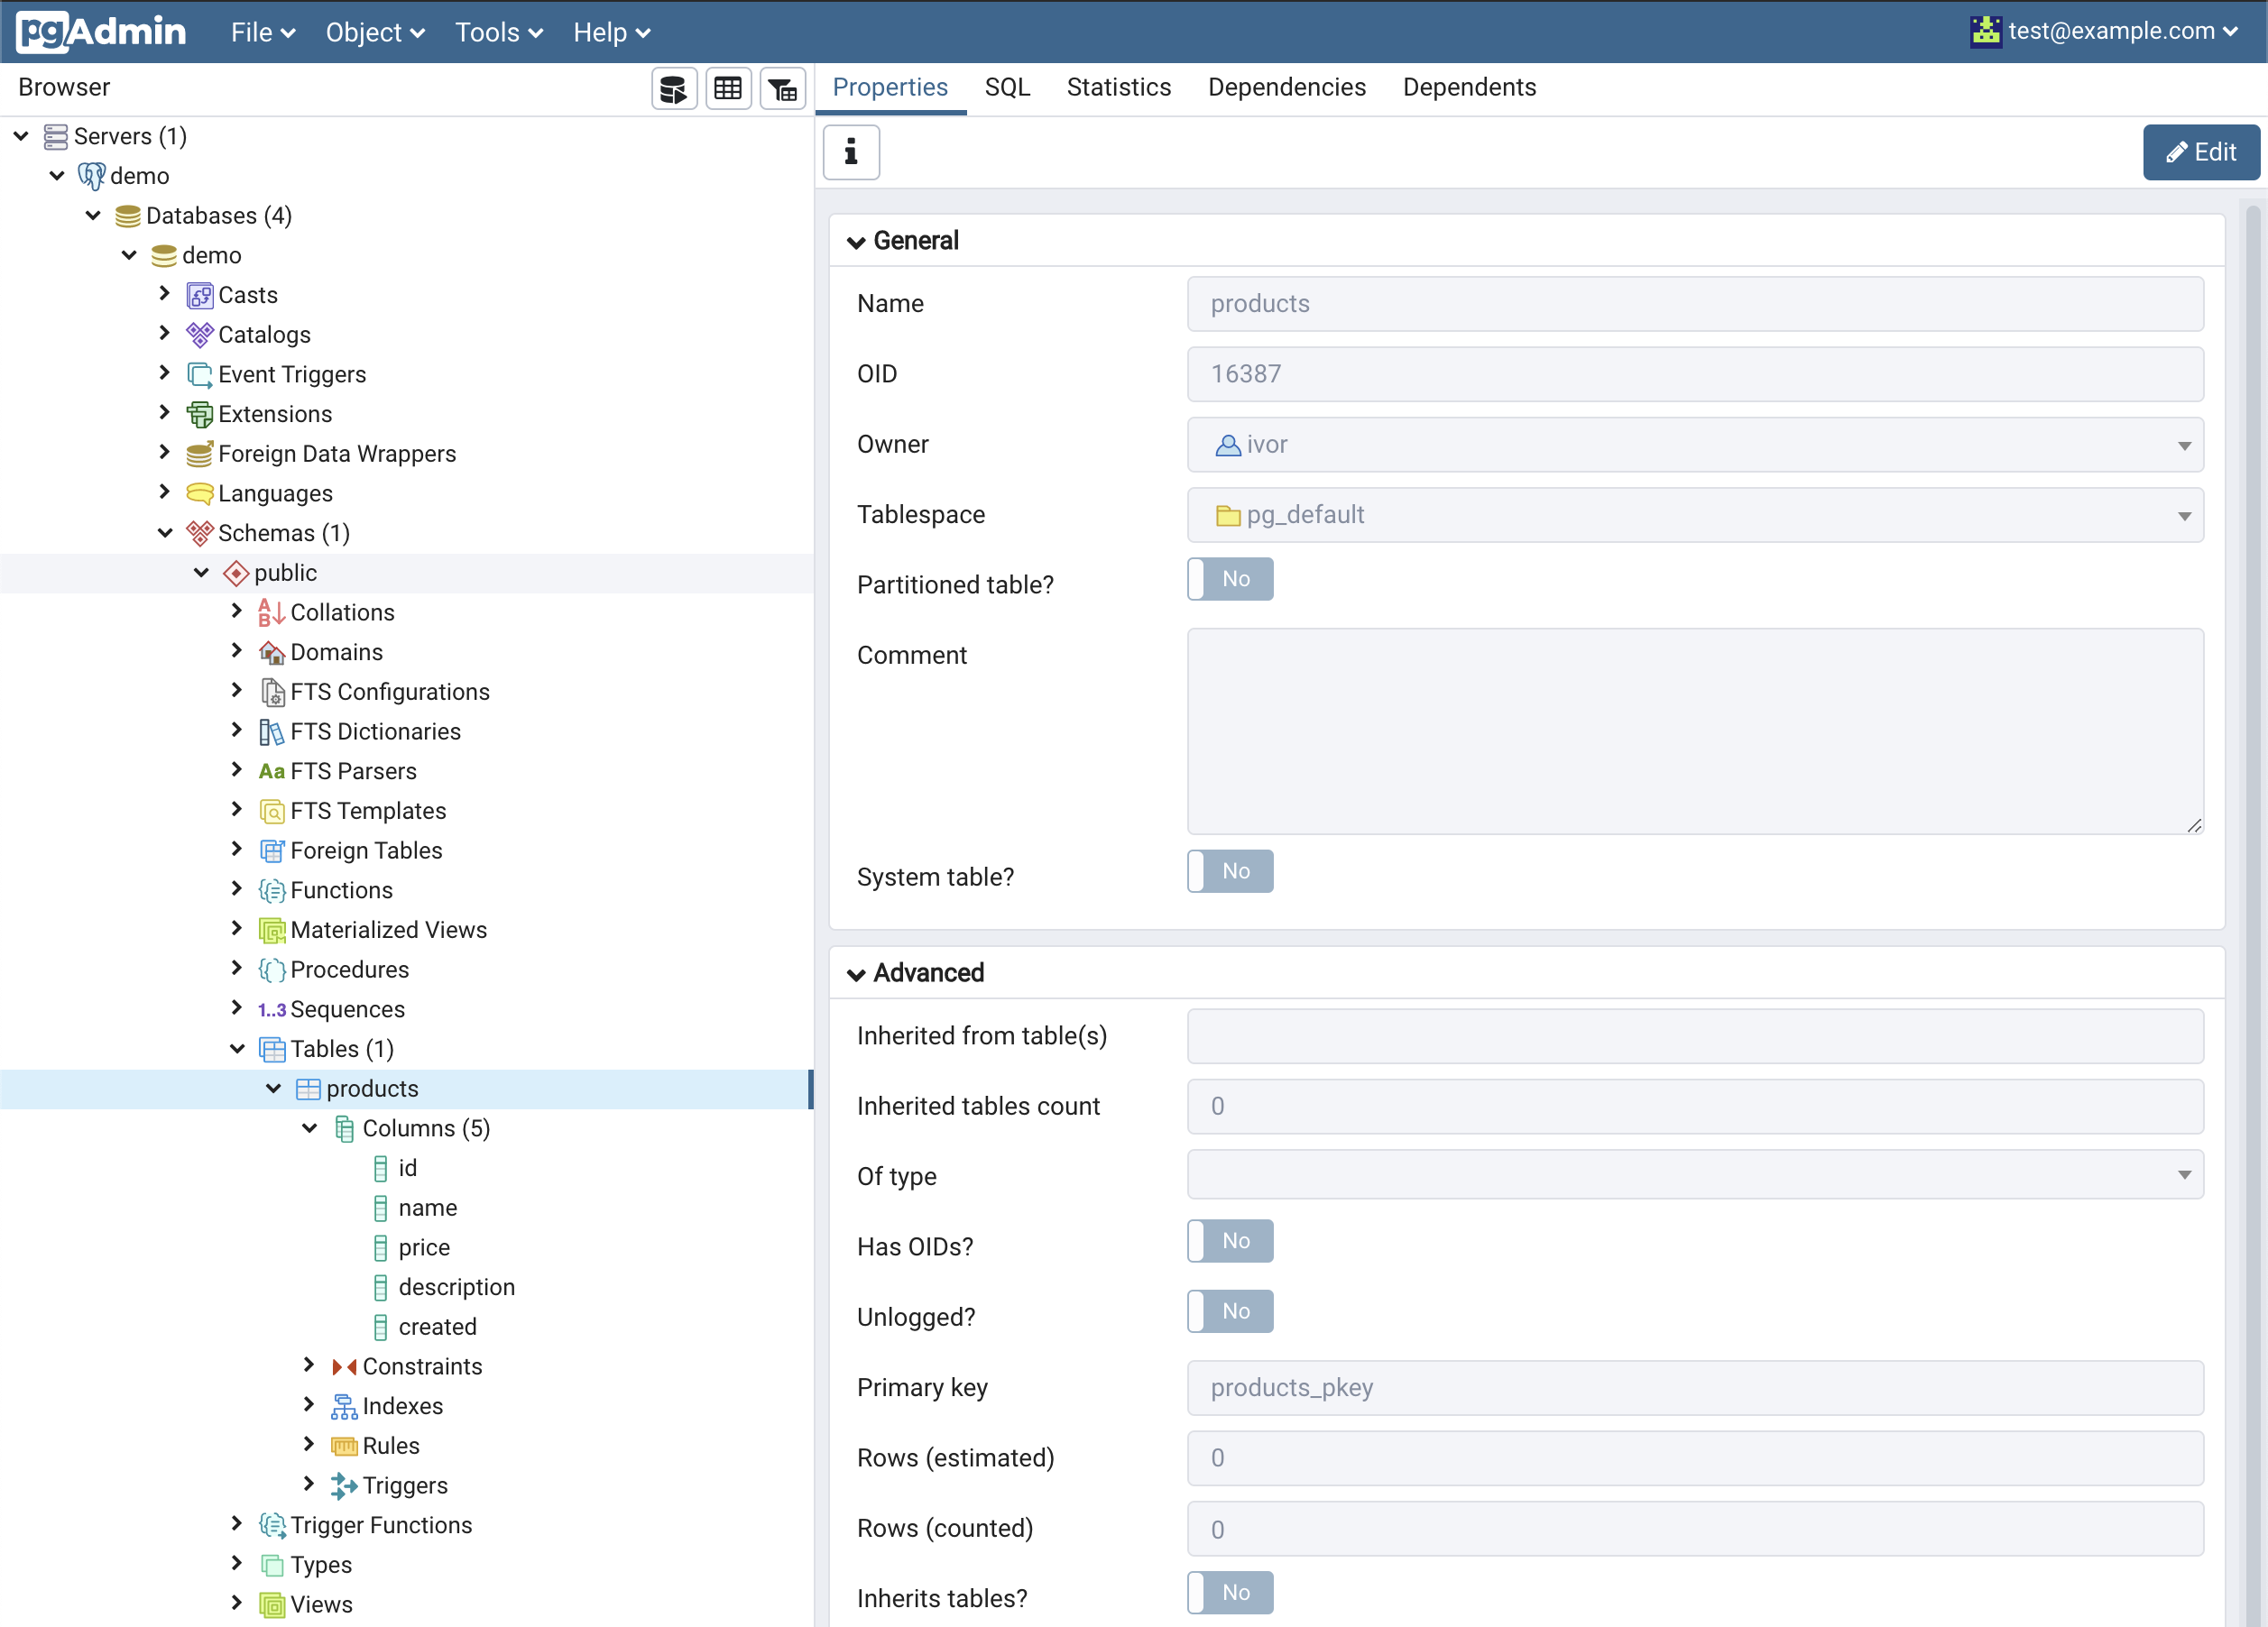 pgAdmin File Object Tools Help test@example.com
Browser
Properties SQL Statistics Dependencies Dependents
Servers (1)
demo
Databases (4)
demo
Casts
Catalogs
Event Triggers
Extensions
Foreign Data Wrappers
Languages
Schemas (1)
public
Collations
Domains
FTS Configurations
FTS Dictionaries
Aa FTS Parsers
FTS Templates
Foreign Tables
Functions
Materialized Views
Procedures
1..3 Sequences
Tables (1)
products
Columns (5)
id
name
price
description
created
Constraints
Indexes
Rules
Triggers
Trigger Functions
Types
Views
Edit
General
Name products
OID 16387
Owner ivor
Tablespace pg_default
Partitioned table? No
Comment
System table? No
Advanced
Inherited from table(s)
Inherited tables count 0
Of type
Has OIDs? No
Unlogged? No
Primary key products_pkey
Rows (estimated) 0
Rows (counted) 0
Inherits tables? No